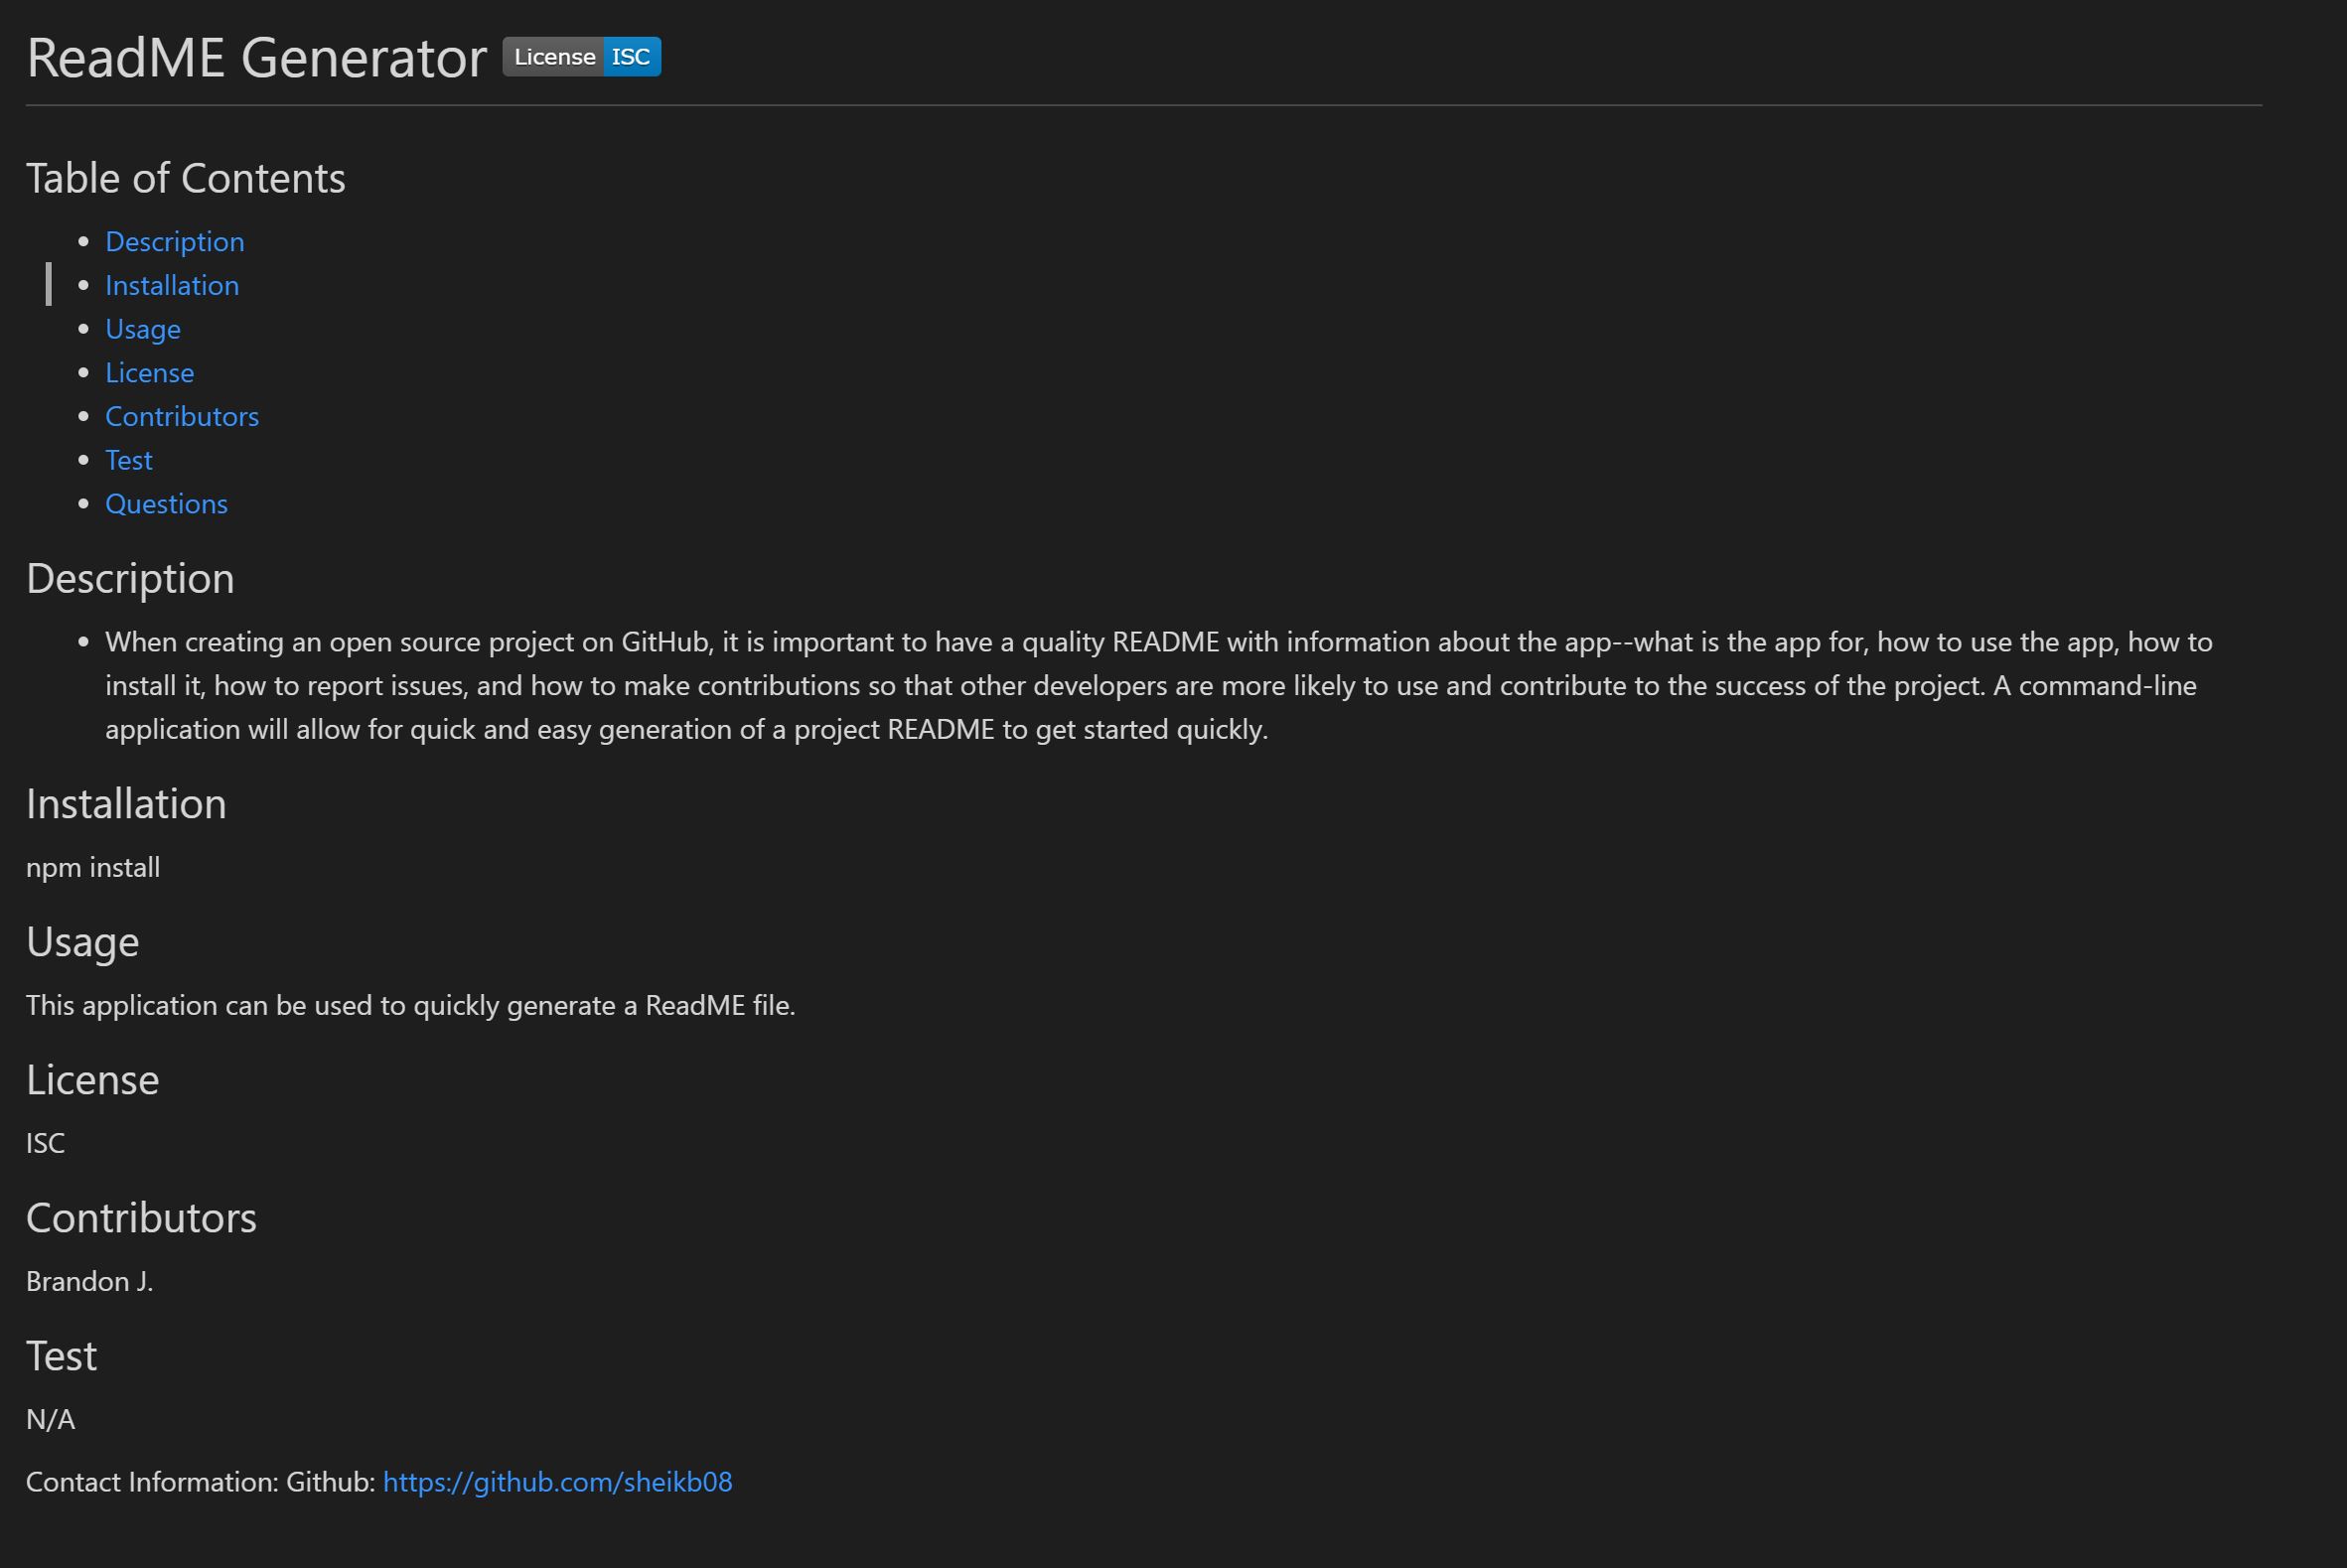 ReadME Generator License ISC
Table of Contents
Description
Installation
Usage
License
Contributors
Test
Questions
Description
When creating an open source project on GitHub, it is important to have a quality README with information about the app--what is the app for, how to use the app, how to
install it, how to report issues, and how to make contributions so that other developers are more likely to use and contribute to the success of the project. A command-line
application will allow for quick and easy generation of a project README to get started quickly.
Installation
npm install
Usage
This application can be used to quickly generate a ReadME file.
License
ISC
Contributors
Brandon J.
Test
N/A
Contact Information: Github: https://github.com/sheikb08